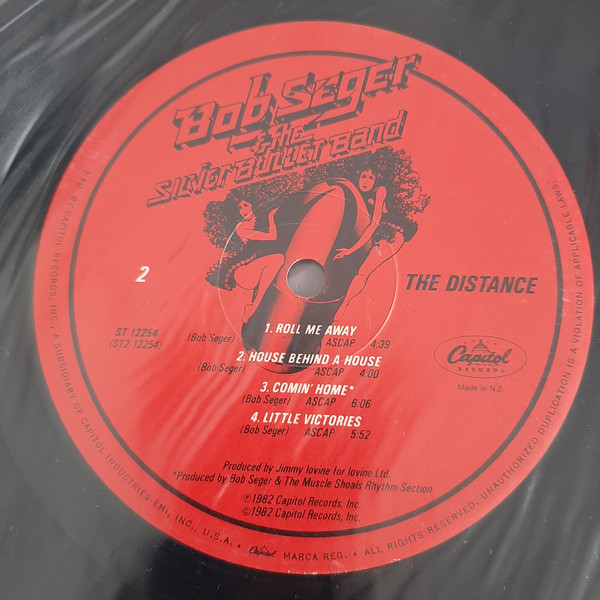 Bob Seger
& the
Silver Bullet Band
2
THE DISTANCE
ST-12254
(ST2-12254)
1. ROLL ME AWAY
(Bob Seger) ASCAP 4:39
2. HOUSE BEHIND A HOUSE
(Bob Seger) ASCAP 4:00
3. COMIN' HOME*
(Bob Seger) ASCAP 6:06
4. LITTLE VICTORIES
(Bob Seger) ASCAP 5:52
Capitol
RECORDS
Made in N.Z.
Produced by Jimmy Iovine for Iovine Ltd.
*Produced by Bob Seger & The Muscle Shoals Rhythm Section
℗1982 Capitol Records, Inc.
©1982 Capitol Records, Inc.
MFD. BY CAPITOL RECORDS, INC., A SUBSIDIARY OF CAPITOL INDUSTRIES-EMI, INC., U.S.A. • Capitol MARCA REG. • ALL RIGHTS RESERVED. UNAUTHORIZED DUPLICATION IS A VIOLATION OF APPLICABLE LAWS.